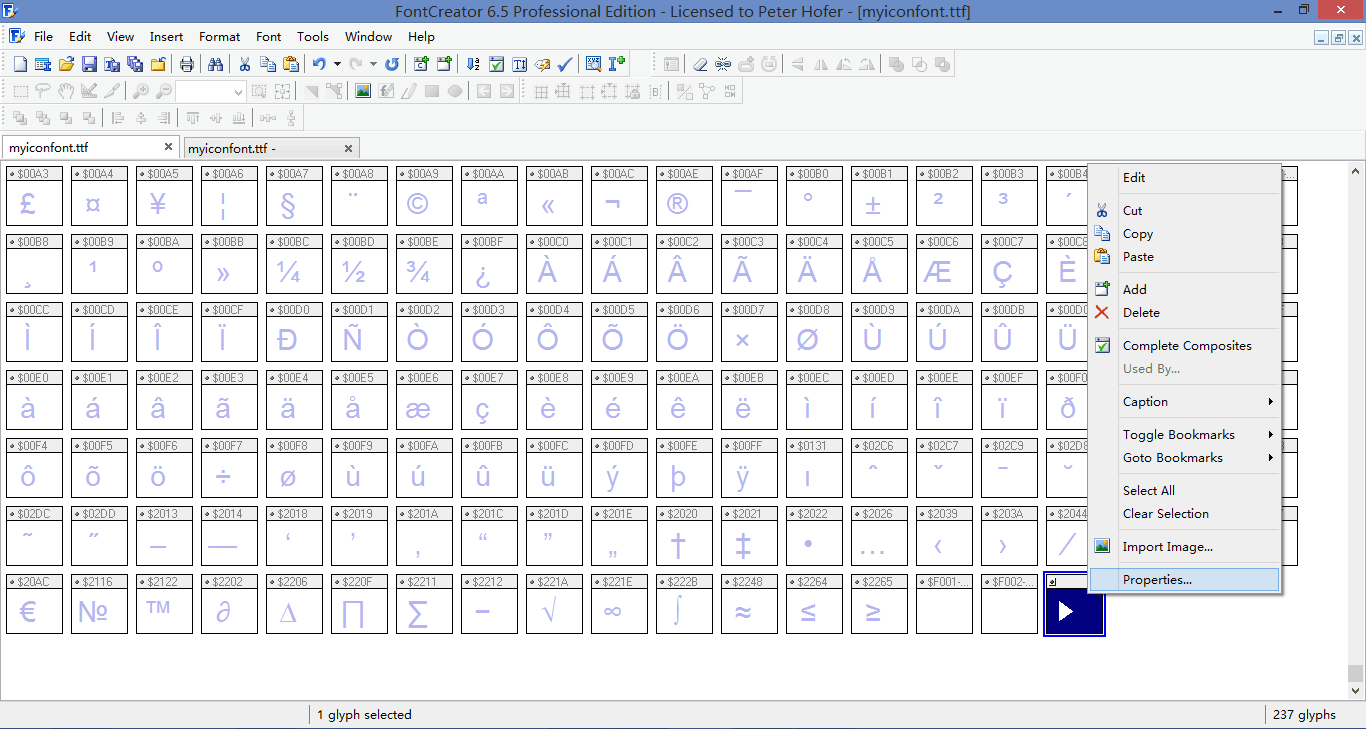 FontCreator 6.5 Professional Edition - Licensed to Peter Hofer - [myiconfont.ttf]
File Edit View Insert Format Font Tools Window Help
myiconfont.ttf myiconfont.ttf -
$00A3 $00A4 $00A5 $00A6 $00A7 $00A8 $00A9 $00AA $00AB $00AC $00AE $00AF $00B0 $00B1 $00B2 $00B3 $00B4
£ ¤ ¥ ¦ § ¨ © ª « ¬ ® ¯ ° ± ² ³ ´
$00B8 $00B9 $00BA $00BB $00BC $00BD $00BE $00BF $00C0 $00C1 $00C2 $00C3 $00C4 $00C5 $00C6 $00C7 $00C8
¸ ¹ º » ¼ ½ ¾ ¿ À Á Â Ã Ä Å Æ Ç È
$00CC $00CD $00CE $00CF $00D0 $00D1 $00D2 $00D3 $00D4 $00D5 $00D6 $00D7 $00D8 $00D9 $00DA $00DB
Ì Í Î Ï Ð Ñ Ò Ó Ô Õ Ö × Ø Ù Ú Û Ü
$00E0 $00E1 $00E2 $00E3 $00E4 $00E5 $00E6 $00E7 $00E8 $00E9 $00EA $00EB $00EC $00ED $00EE $00EF $00F0
à á â ã ä å æ ç è é ê ë ì í î ï ð
$00F4 $00F5 $00F6 $00F7 $00F8 $00F9 $00FA $00FB $00FC $00FD $00FE $00FF $0131 $02C6 $02C7 $02C9 $02D8
ô õ ö ÷ ø ù ú û ü ý þ ÿ ı ˆ ˇ ˉ ˘
$02DC $02DD $2013 $2014 $2018 $2019 $201A $201C $201D $201E $2020 $2021 $2022 $2026 $2039 $203A $2044
˜ ˝ – — ‘ ’ ‚ “ ” „ † ‡ • … ‹ › ⁄
$20AC $2116 $2122 $2202 $2206 $220F $2211 $2212 $221A $221E $222B $2248 $2264 $2265 $F001-... $F002-...
€ № ™ ∂ ∆ ∏ ∑ − √ ∞ ∫ ≈ ≤ ≥
Edit
Cut
Copy
Paste
Add
Delete
Complete Composites
Used By...
Caption
Toggle Bookmarks
Goto Bookmarks
Select All
Clear Selection
Import Image...
Properties...
1 glyph selected 237 glyphs